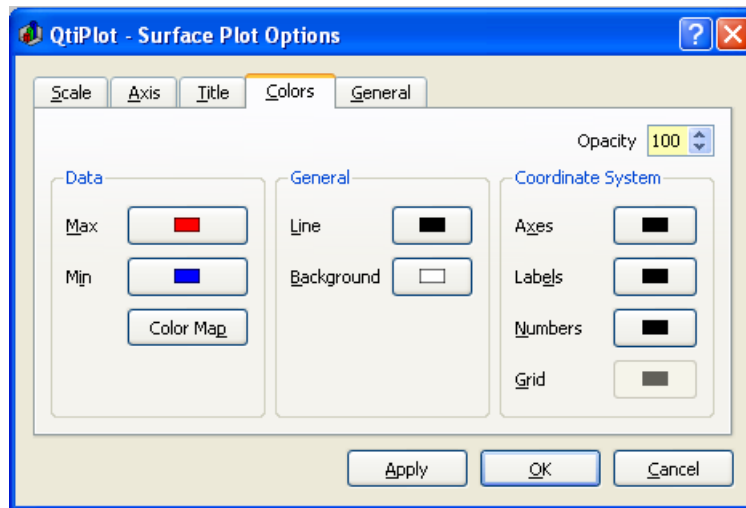 QtiPlot - Surface Plot Options
Scale Axis Title Colors General
Opacity 100
Data General Coordinate System
Max Line Axes
Min Background Labels
Color Map Numbers
Grid
Apply OK Cancel